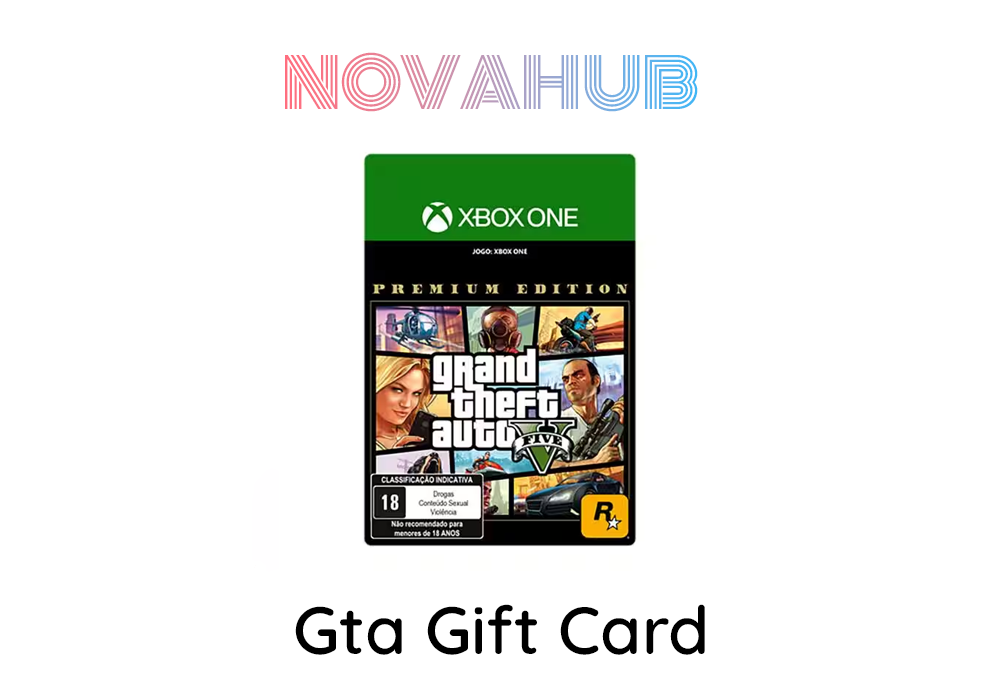 NOVAHUB
XBOX ONE
JOGO: XBOX ONE
PREMIUM EDITION
grand
theft
auto
FIVE
V
CLASSIFICAÇÃO INDICATIVA
18
Drogas
Conteúdo Sexual
Violência
Não recomendado para
menores de 18 ANOS
R
Gta Gift Card